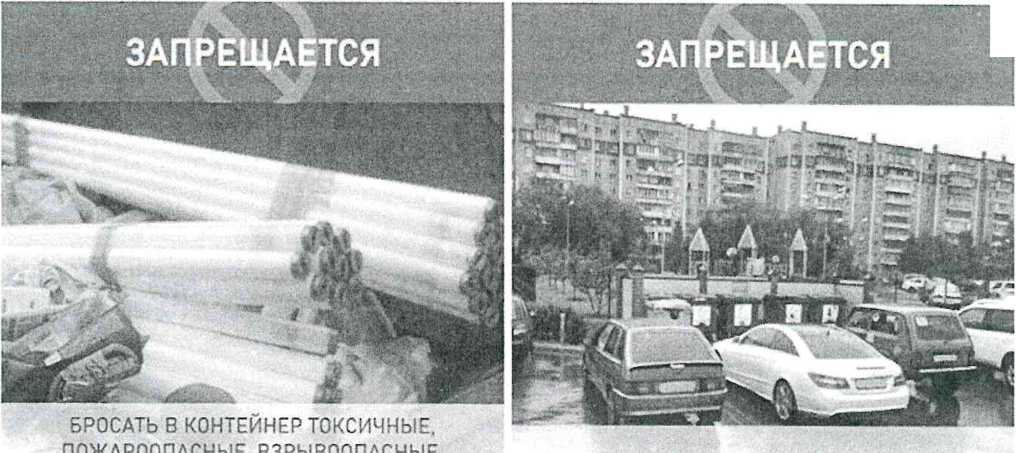 ЗАПРЕЩАЕТСЯ
БРОСАТЬ В КОНТЕЙНЕР ТОКСИЧНЫЕ,
ПОЖАРООПАСНЫЕ, ВЗРЫВООПАСНЫЕ
ЗАПРЕЩАЕТСЯ